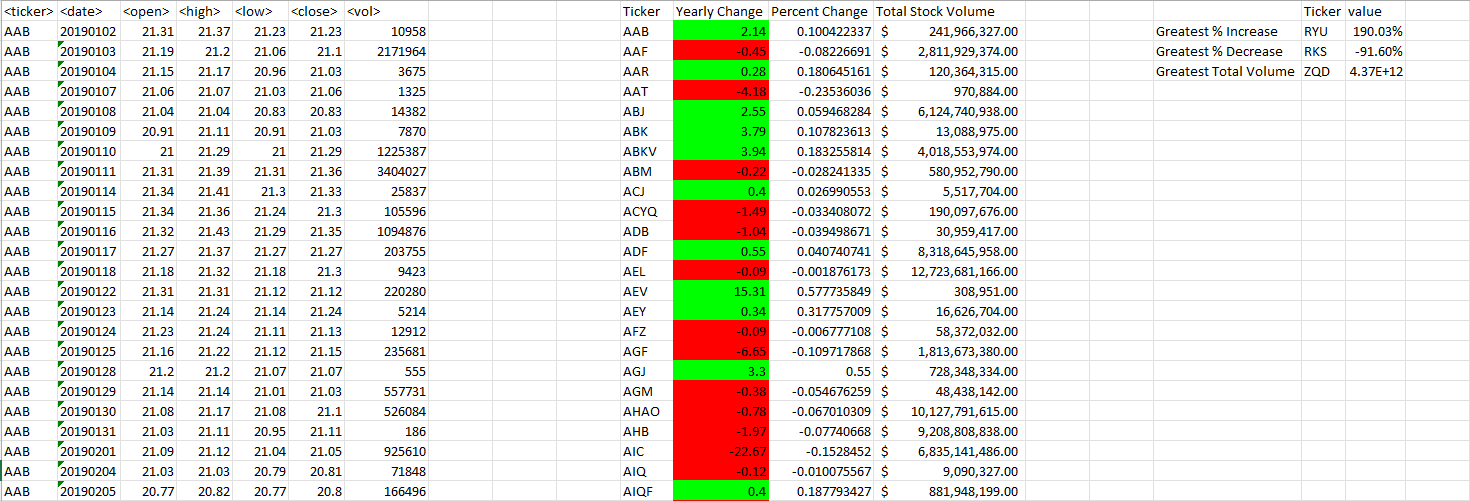 <ticker> <date> <open> <high> <low> <close> <vol> Ticker Yearly Change Percent Change Total Stock Volume Ticker value
AAB 20190102 21.31 21.37 21.23 21.23 10958 AAB 2.14 0.100422337 $ 241,966,327.00 Greatest % Increase RYU 190.03%
AAB 20190103 21.19 21.2 21.06 21.1 2171964 AAF -0.45 -0.08226691 $ 2,811,929,374.00 Greatest % Decrease RKS -91.60%
AAB 20190104 21.15 21.17 20.96 21.03 3675 AAR 0.28 0.180645161 $ 120,364,315.00 Greatest Total Volume ZQD 4.37E+12
AAB 20190107 21.06 21.07 21.03 21.06 1325 AAT -4.18 -0.23536036 $ 970,884.00
AAB 20190108 21.04 21.04 20.83 20.83 14382 ABJ 2.55 0.059468284 $ 6,124,740,938.00
AAB 20190109 20.91 21.11 20.91 21.03 7870 ABK 3.79 0.107823613 $ 13,088,975.00
AAB 20190110 21 21.29 21 21.29 1225387 ABKV 3.94 0.183255814 $ 4,018,553,974.00
AAB 20190111 21.31 21.39 21.31 21.36 3404027 ABM -0.22 -0.028241335 $ 580,952,790.00
AAB 20190114 21.34 21.41 21.3 21.33 25837 ACJ 0.4 0.026990553 $ 5,517,704.00
AAB 20190115 21.34 21.36 21.24 21.3 105596 ACYQ -1.49 -0.033408072 $ 190,097,676.00
AAB 20190116 21.32 21.43 21.29 21.35 1094876 ADB -1.04 -0.039498671 $ 30,959,417.00
AAB 20190117 21.27 21.37 21.27 21.27 203755 ADF 0.55 0.040740741 $ 8,318,645,958.00
AAB 20190118 21.18 21.32 21.18 21.3 9423 AEL -0.09 -0.001876173 $ 12,723,681,166.00
AAB 20190122 21.31 21.31 21.12 21.12 220280 AEV 15.31 0.577735849 $ 308,951.00
AAB 20190123 21.14 21.24 21.14 21.24 5214 AEY 0.34 0.317757009 $ 16,626,704.00
AAB 20190124 21.23 21.24 21.11 21.13 12912 AFZ -0.09 -0.006777108 $ 58,372,032.00
AAB 20190125 21.16 21.22 21.12 21.15 235681 AGF -6.65 -0.109717868 $ 1,813,673,380.00
AAB 20190128 21.2 21.2 21.07 21.07 555 AGJ 3.3 0.55 $ 728,348,334.00
AAB 20190129 21.14 21.14 21.01 21.03 557731 AGM -0.38 -0.054676259 $ 48,438,142.00
AAB 20190130 21.08 21.17 21.08 21.1 526084 AHAO -0.78 -0.067010309 $ 10,127,791,615.00
AAB 20190131 21.03 21.11 20.95 21.11 186 AHB -1.97 -0.07740668 $ 9,208,808,838.00
AAB 20190201 21.09 21.12 21.04 21.05 925610 AIC -22.67 -0.1528452 $ 6,835,141,486.00
AAB 20190204 21.03 21.03 20.79 20.81 71848 AIQ -0.12 -0.010075567 $ 9,090,327.00
AAB 20190205 20.77 20.82 20.77 20.8 166496 AIQF 0.4 0.187793427 $ 881,948,199.00